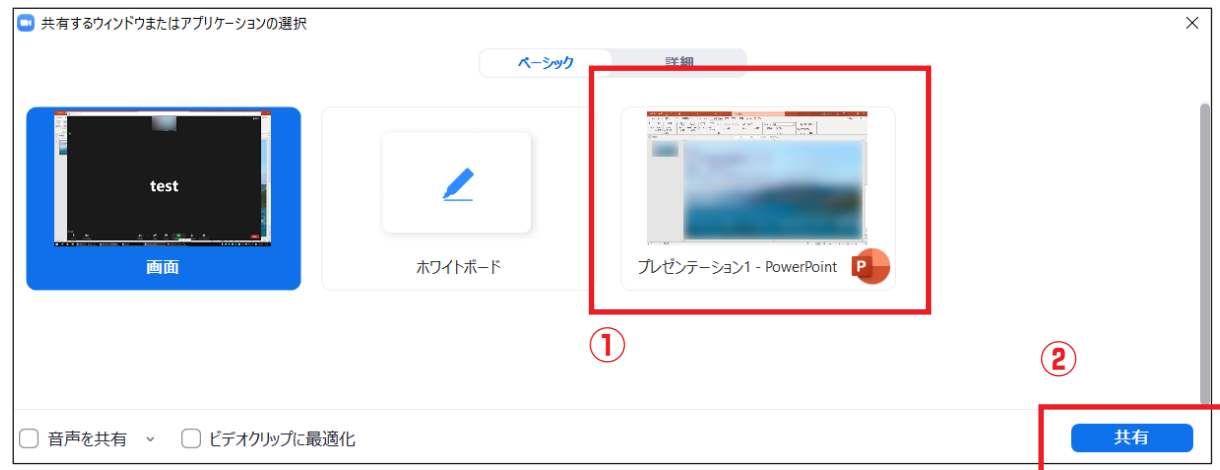 共有するウィンドウまたはアプリケーションの選択
ベーシック
詳細
test
画面
ホワイトボード
プレゼンテーション1 - PowerPoint
P
①
②
音声を共有
ビデオクリップに最適化
共有